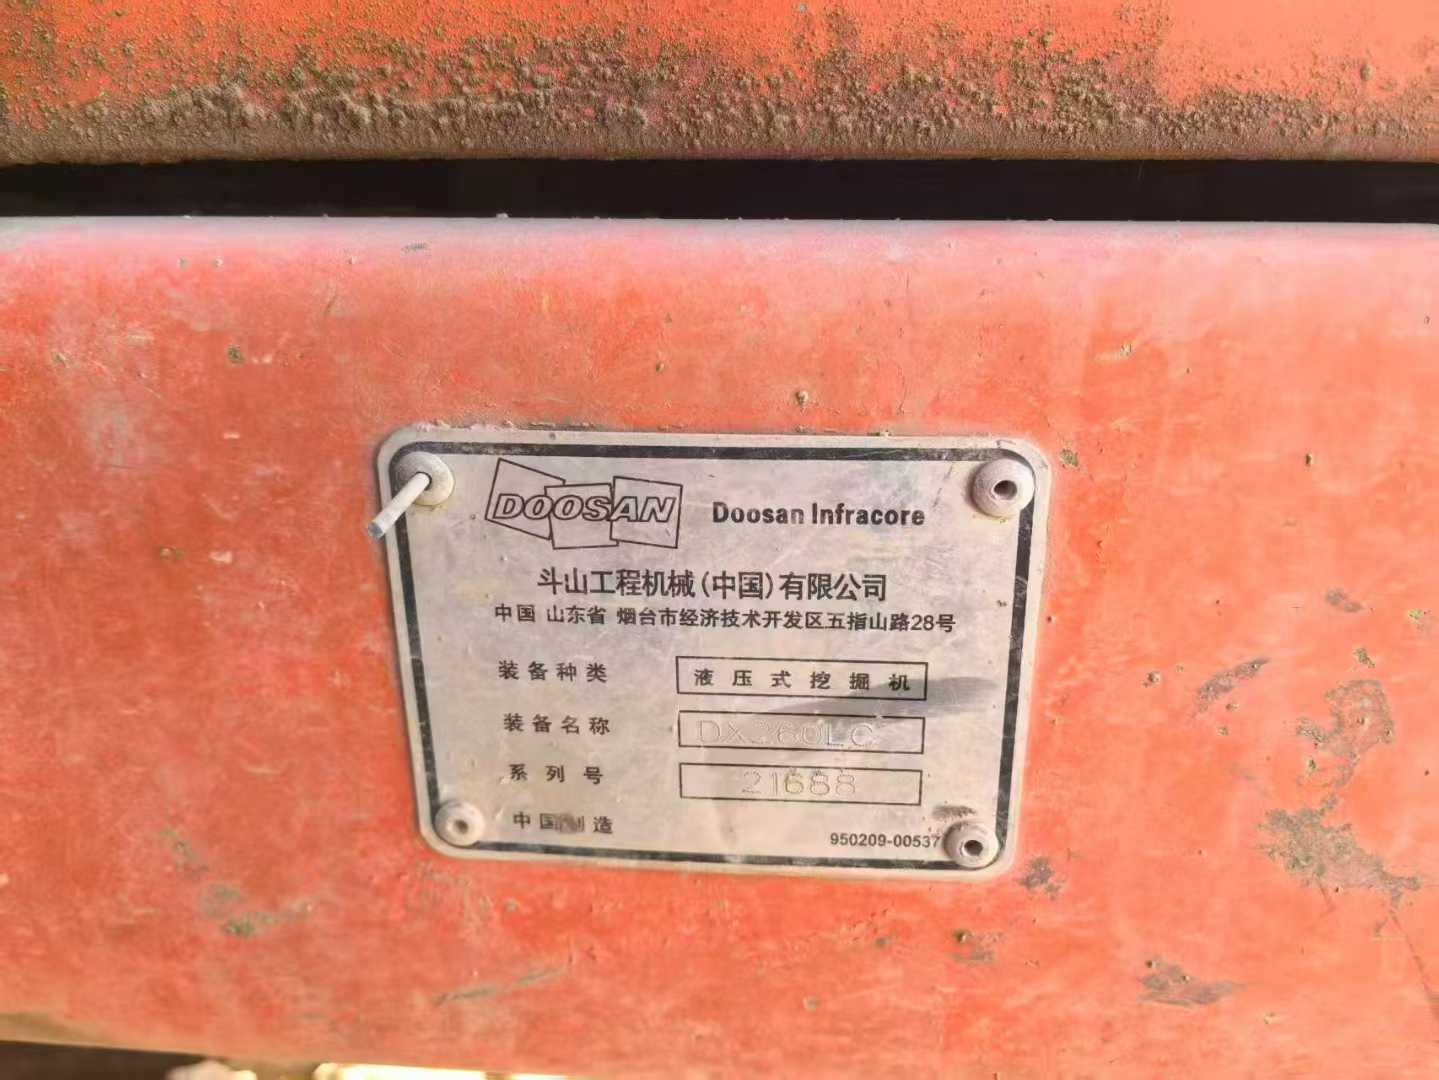 DOOSAN Doosan Infracore
斗山工程机械(中国)有限公司
中国 山东省 烟台市经济技术开发区五指山路28号
装备种类 液压式挖掘机
装备名称
系列号 21688
中国制造 950209-00537